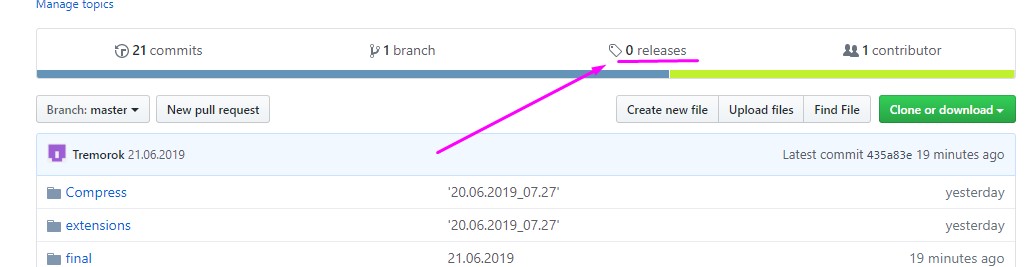 Manage topics
21 commits 1 branch 0 releases 1 contributor
Branch: master New pull request Create new file Upload files Find File Clone or download
Tremorok 21.06.2019 Latest commit 435a83e 19 minutes ago
Compress '20.06.2019_07.27' yesterday
extensions '20.06.2019_07.27' yesterday
final 21.06.2019 19 minutes ago